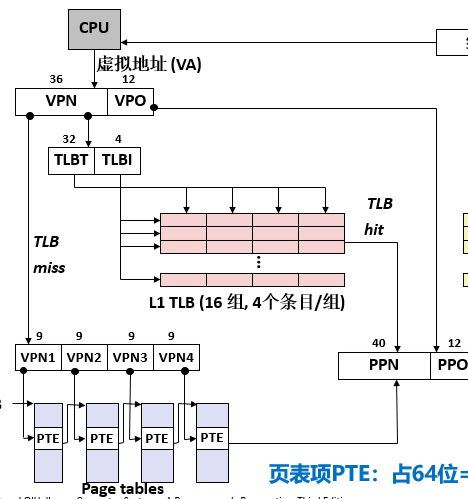 CPU
虚拟地址 (VA)
36 12
VPN VPO
32 4
TLBT TLBI
TLB
hit
TLB
miss
L1 TLB (16 组, 4个条目/组)
9 9 9 9
VPN1 VPN2 VPN3 VPN4
40 12
PPN PPO
PTE PTE PTE PTE
Page tables
页表项PTE：占64位=